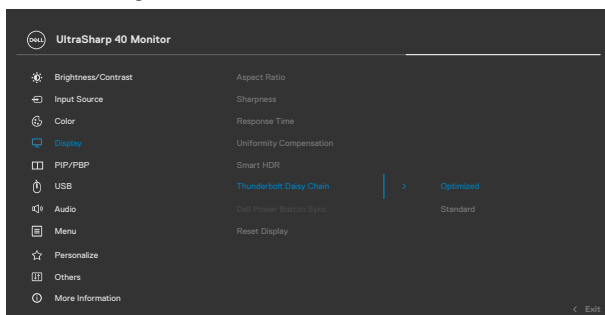 DELL UltraSharp 40 Monitor
Brightness/Contrast Aspect Ratio
Input Source Sharpness
Color Response Time
Display Uniformity Compensation
PIP/PBP Smart HDR
USB Thunderbolt Daisy Chain > Optimized
Audio Dell Power Button Sync Standard
Menu Reset Display
Personalize
Others
More Information
< Exit